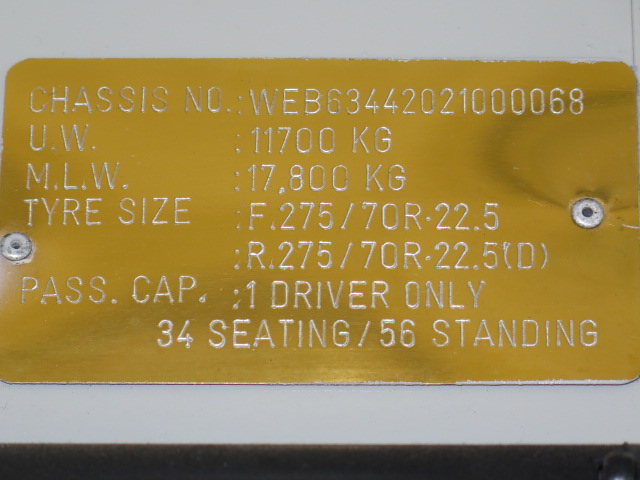 CHASSIS NO.:WEB63442021000068
U.W. :11700 KG
M.L.W. :17,800 KG
TYRE SIZE :F.275/70R·22.5
:R.275/70R·22.5(D)
PASS. CAP. :1 DRIVER ONLY
34 SEATING/56 STANDING